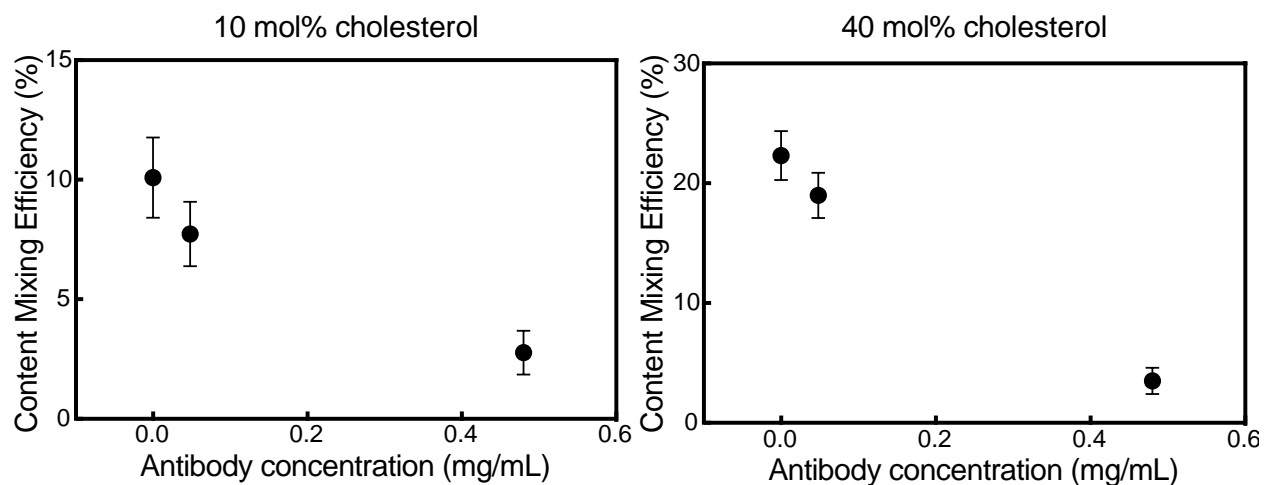 10 mol% cholesterol
Content Mixing Efficiency (%)
15
10
5
0
0.0 0.2 0.4 0.6
Antibody concentration (mg/mL)
40 mol% cholesterol
Content Mixing Efficiency (%)
30
20
10
0
0.0 0.2 0.4 0.6
Antibody concentration (mg/mL)